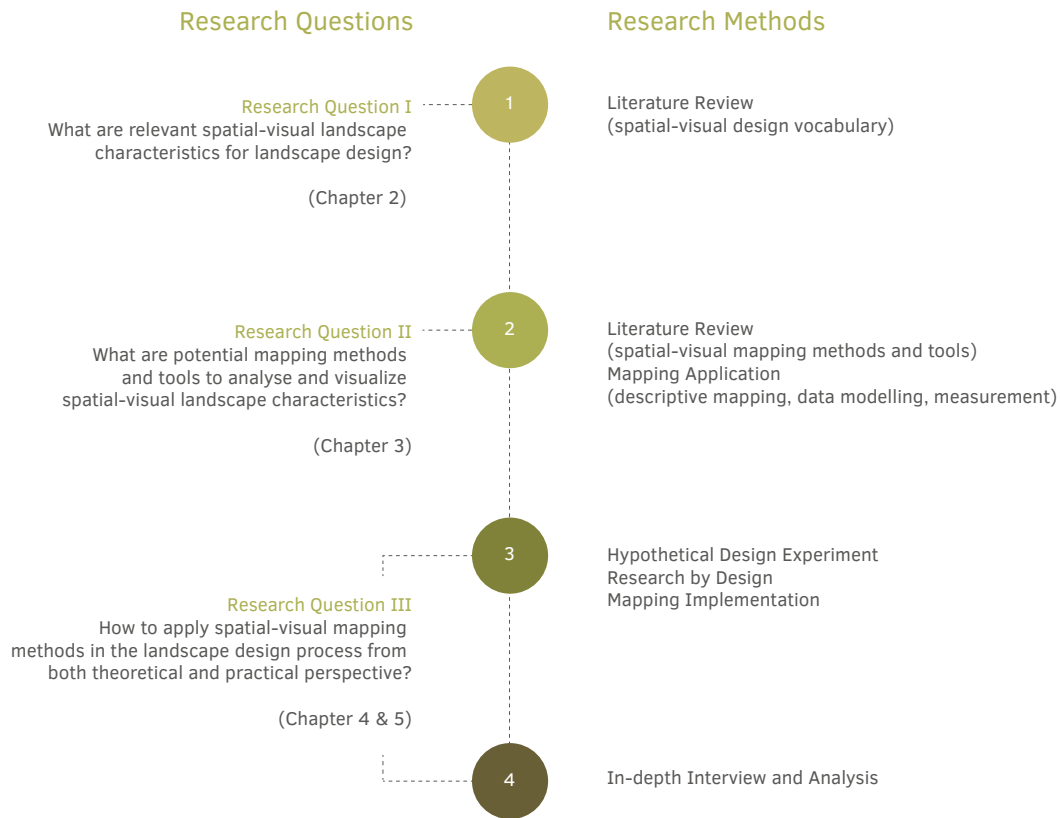 Research Questions
Research Methods
Research Question I
What are relevant spatial-visual landscape
characteristics for landscape design?
(Chapter 2)
1
Literature Review
(spatial-visual design vocabulary)
Research Question II
What are potential mapping methods
and tools to analyse and visualize
spatial-visual landscape characteristics?
(Chapter 3)
2
Literature Review
(spatial-visual mapping methods and tools)
Mapping Application
(descriptive mapping, data modelling, measurement)
3
Hypothetical Design Experiment
Research by Design
Mapping Implementation
Research Question III
How to apply spatial-visual mapping
methods in the landscape design process from
both theoretical and practical perspective?
(Chapter 4 & 5)
4
In-depth Interview and Analysis